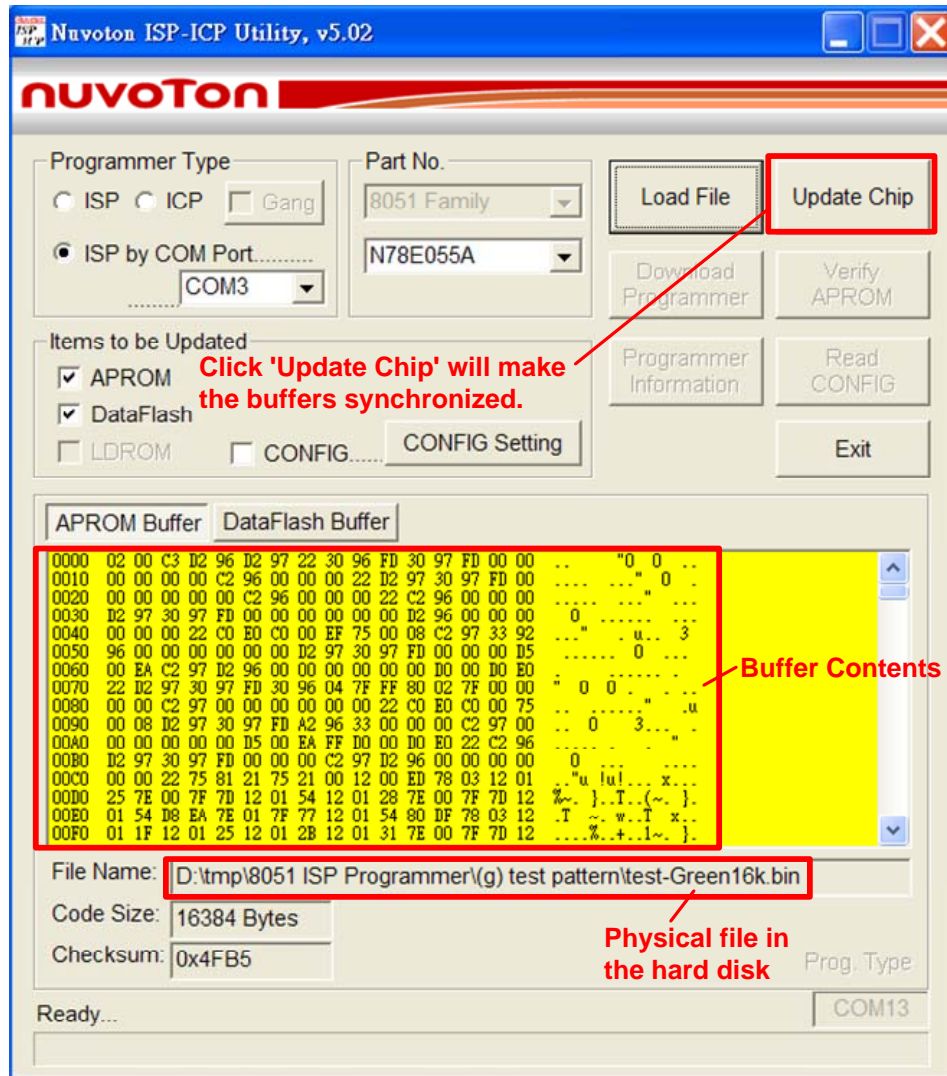 Nuvoton ISP-ICP Utility, v5.02
nuvoTon
Programmer Type
ISP ICP Gang
ISP by COM Port..........
COM3
Part No.
8051 Family
N78E055A
Load File
Update Chip
Download Programmer
Verify APROM
Items to be Updated
APROM
DataFlash
LDROM
CONFIG......
CONFIG Setting
Click 'Update Chip' will make
the buffers synchronized.
Programmer Information
Read CONFIG
Exit
APROM Buffer DataFlash Buffer
0000 02 00 C3 D2 96 D2 97 22 30 96 FD 30 97 FD 00 00
0010 00 00 00 00 C2 96 00 00 00 22 D2 97 30 97 FD 00
0020 00 00 00 00 00 C2 96 00 00 00 22 C2 96 00 00 00
0030 D2 97 30 97 FD 00 00 00 00 00 00 D2 96 00 00 00
0040 00 00 00 22 C0 E0 C0 00 EF 75 00 08 C2 97 33 92
0050 96 00 00 00 00 00 00 D2 97 30 97 FD 00 00 00 D5
0060 00 EA C2 97 D2 96 00 00 00 00 00 00 D0 00 D0 E0
0070 22 D2 97 30 97 FD 30 96 04 7F FF 80 02 7F 00 00
0080 00 00 C2 97 00 00 00 00 00 00 22 C0 E0 C0 00 75
0090 00 08 D2 97 30 97 FD A2 96 33 00 00 00 C2 97 00
00A0 00 00 00 00 00 D5 00 EA FF D0 00 D0 E0 22 C2 96
00B0 D2 97 30 97 FD 00 00 00 C2 97 D2 96 00 00 00 00
00C0 00 00 22 75 81 21 75 21 00 12 00 ED 78 03 12 01
00D0 25 7E 00 7F 7D 12 01 54 12 01 28 7E 00 7F 7D 12
00E0 01 54 D8 EA 7E 01 7F 77 12 01 54 80 DF 78 03 12
00F0 01 1F 12 01 25 12 01 2B 12 01 31 7E 00 7F 7D 12
Buffer Contents
File Name: D:\tmp\8051 ISP Programmer\(g) test pattern\test-Green16k.bin
Code Size: 16384 Bytes
Checksum: 0x4FB5
Physical file in
the hard disk
Prog. Type
COM13
Ready...